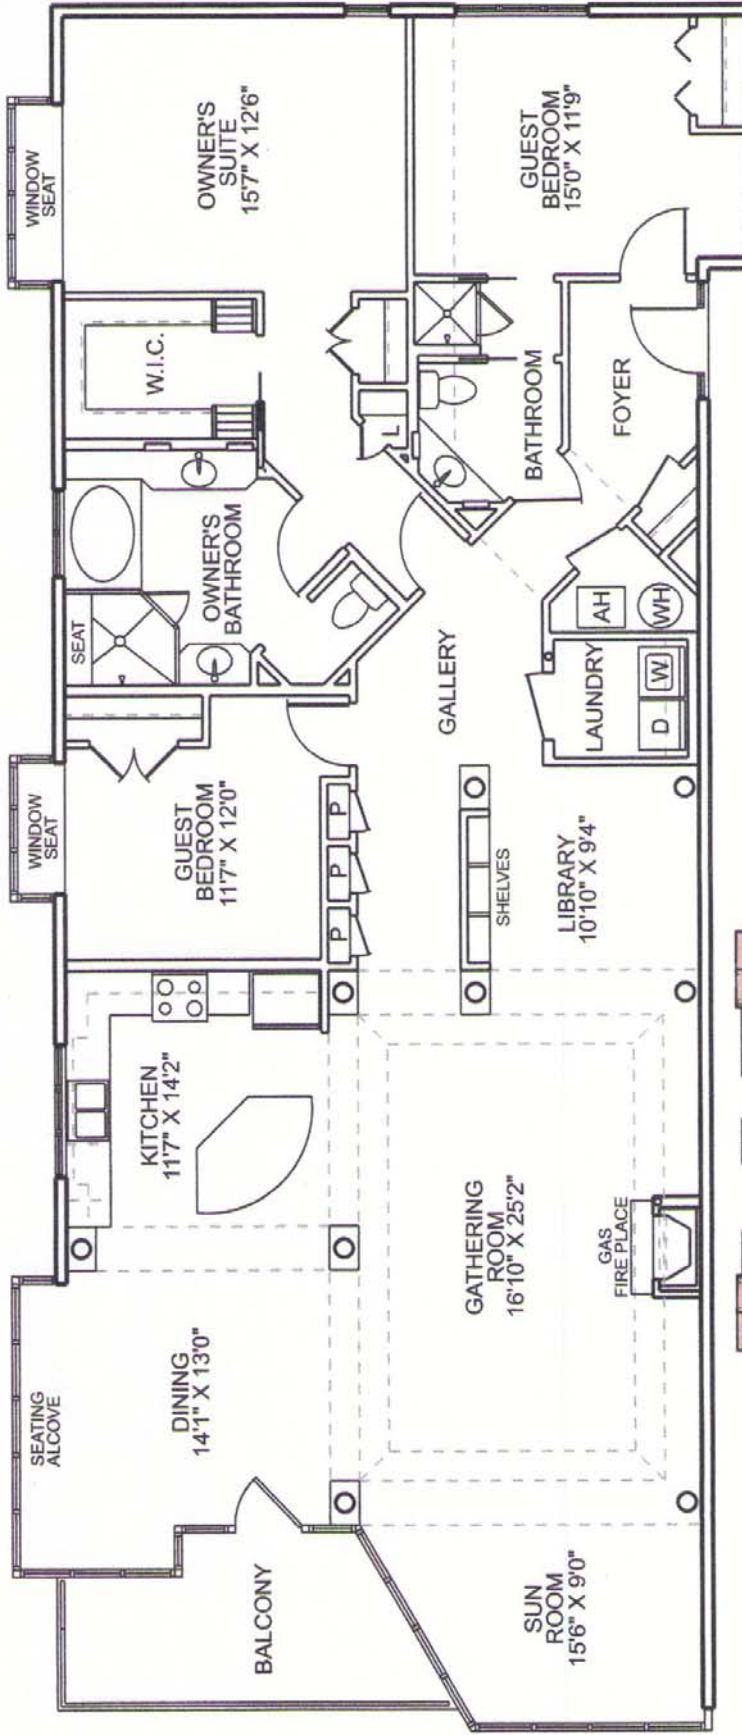 WINDOW
SEAT
OWNER'S
SUITE
15'7" X 12'6"
GUEST
BEDROOM
15'0" X 11'9"
W.I.C.
L
BATHROOM
FOYER
OWNER'S
BATHROOM
SEAT
AH
WH
GALLERY
LAUNDRY
W
D
WINDOW
SEAT
GUEST
BEDROOM
11'7" X 12'0"
P
P
P
SHELVES
LIBRARY
10'10" X 9'4"
KITCHEN
11'7" X 14'2"
GATHERING
ROOM
16'10" X 25'2"
GAS
FIRE PLACE
SEATING
ALCOVE
DINING
14'1" X 13'0"
BALCONY
SUN
ROOM
15'6" X 9'0"